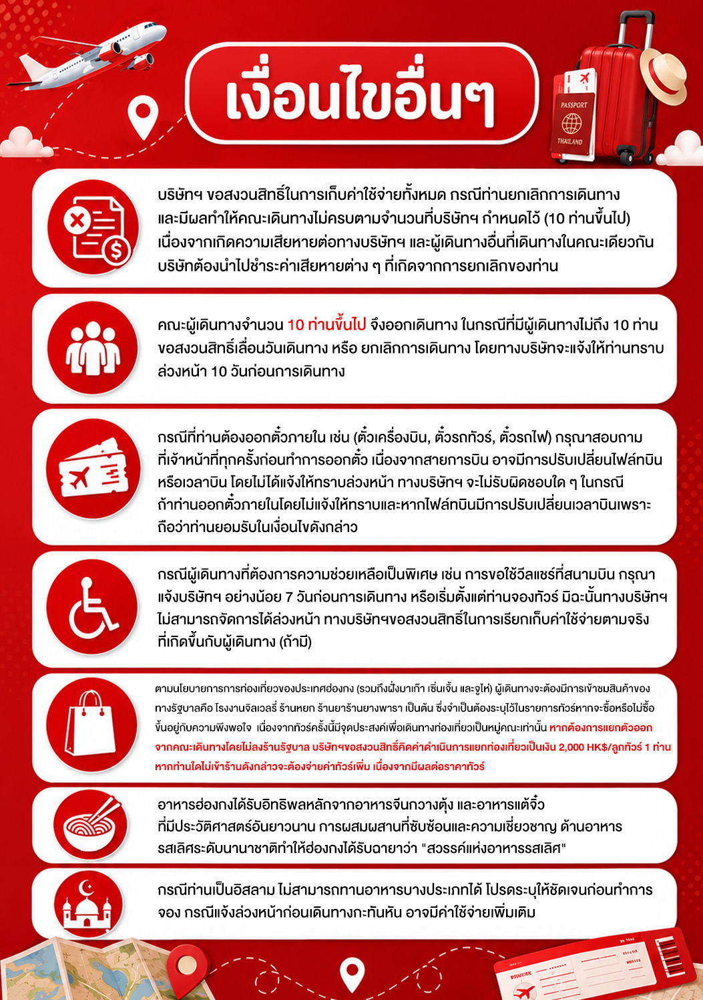 เงื่อนไขอื่นๆ
PASSPORT
THAILAND
บริษัทฯ ขอสงวนสิทธิ์ในการเก็บค่าใช้จ่ายทั้งหมด กรณีท่านยกเลิกการเดินทาง
และมีผลทำให้คณะเดินทางไม่ครบตามจำนวนที่บริษัทฯ กำหนดไว้ (10 ท่านขึ้นไป)
เนื่องจากเกิดความเสียหายต่อทางบริษัทฯ และผู้เดินทางอื่นที่เดินทางในคณะเดียวกัน
บริษัทต้องนำไปชำระค่าเสียหายต่าง ๆ ที่เกิดจากการยกเลิกของท่าน
คณะผู้เดินทางจำนวน 10 ท่านขึ้นไป จึงออกเดินทาง ในกรณีที่มีผู้เดินทางไม่ถึง 10 ท่าน
ขอสงวนสิทธิ์เลื่อนวันเดินทาง หรือ ยกเลิกการเดินทาง โดยทางบริษัทจะแจ้งให้ท่านทราบ
ล่วงหน้า 10 วันก่อนการเดินทาง
กรณีที่ท่านต้องออกตั๋วภายใน เช่น (ตั๋วเครื่องบิน, ตั๋วรถทัวร์, ตั๋วรถไฟ) กรุณาสอบถาม
ที่เจ้าหน้าที่ทุกครั้งก่อนทำการออกตั๋ว เนื่องจากสายการบิน อาจมีการปรับเปลี่ยนไฟล์ทบิน
หรือเวลาบิน โดยไม่ได้แจ้งให้ทราบล่วงหน้า ทางบริษัทฯ จะไม่รับผิดชอบใด ๆ ในกรณี
ถ้าท่านออกตั๋วภายในโดยไม่แจ้งให้ทราบและหากไฟล์ทบินมีการปรับเปลี่ยนเวลาบินเพราะ
ถือว่าท่านยอมรับในเงื่อนไขดังกล่าว
กรณีผู้เดินทางที่ต้องการความช่วยเหลือเป็นพิเศษ เช่น การขอใช้วีลแชร์ที่สนามบิน กรุณา
แจ้งบริษัทฯ อย่างน้อย 7 วันก่อนการเดินทาง หรือเริ่มตั้งแต่ท่านจองทัวร์ มิฉะนั้นทางบริษัทฯ
ไม่สามารถจัดการได้ล่วงหน้า ทางบริษัทฯขอสงวนสิทธิ์ในการเรียกเก็บค่าใช้จ่ายตามจริง
ที่เกิดขึ้นกับผู้เดินทาง (ถ้ามี)
ตามนโยบายการการท่องเที่ยวของประเทศฮ่องกง (รวมถึงฝั่งมาเก๊า เซิ่นเจิ้น และจูไห่) ผู้เดินทางจะต้องมีการเข้าชมสินค้าของ
ทางรัฐบาลคือ โรงงานจิลเวลรี่ ร้านหยก ร้านยาร้านยางพารา เป็นต้น ซึ่งจำเป็นต้องระบุไว้ในรายการทัวร์หากจะซื้อหรือไม่ซื้อ
ขึ้นอยู่กับความพึงพอใจ เนื่องจากทัวร์ครั้งนี้มีจุดประสงค์เพื่อเดินทางท่องเที่ยวเป็นหมู่คณะเท่านั้น หากต้องการแยกตัวออก
จากคณะเดินทางโดยไม่ลงร้านรัฐบาล บริษัทฯขอสงวนสิทธิ์คิดค่าดำเนินการแยกท่องเที่ยวเป็นเงิน 2,000 HK$/ลูกทัวร์ 1 ท่าน
หากท่านใดไม่เข้าร้านดังกล่าวจะต้องจ่ายค่าทัวร์เพิ่ม เนื่องจากมีผลต่อราคาทัวร์
อาหารฮ่องกงได้รับอิทธิพลหลักจากอาหารจีนกวางตุ้ง และอาหารแต้จิ๋ว
ที่มีประวัติศาสตร์อันยาวนาน การผสมผสานที่ซับซ้อนและความเชี่ยวชาญ ด้านอาหาร
รสเลิศระดับนานาชาติทำให้ฮ่องกงได้รับฉายาว่า "สวรรค์แห่งอาหารรสเลิศ"
กรณีท่านเป็นอิสลาม ไม่สามารถทานอาหารบางประเภทได้ โปรดระบุให้ชัดเจนก่อนทำการ
จอง กรณีแจ้งล่วงหน้าก่อนเดินทางกะทันหัน อาจมีค่าใช้จ่ายเพิ่มเติม